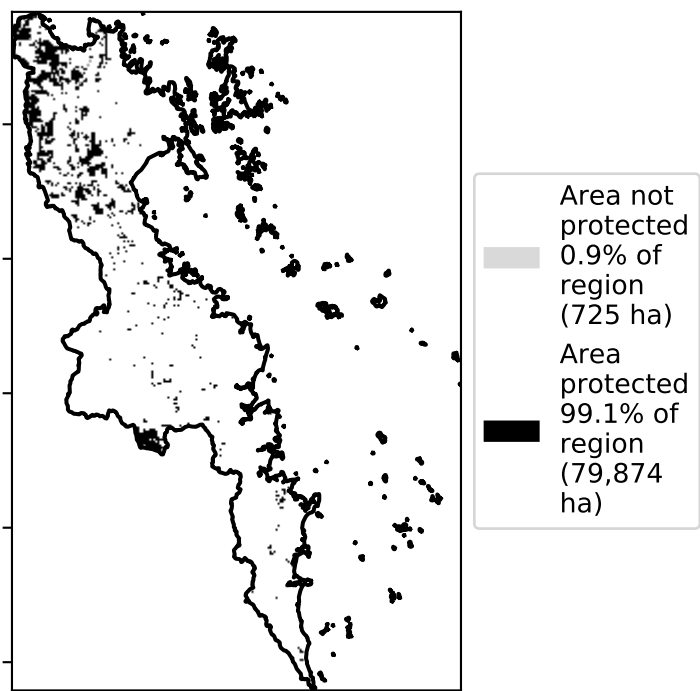 Area not
protected
0.9% of
region
(725 ha)
Area
protected
99.1% of
region
(79,874
ha)